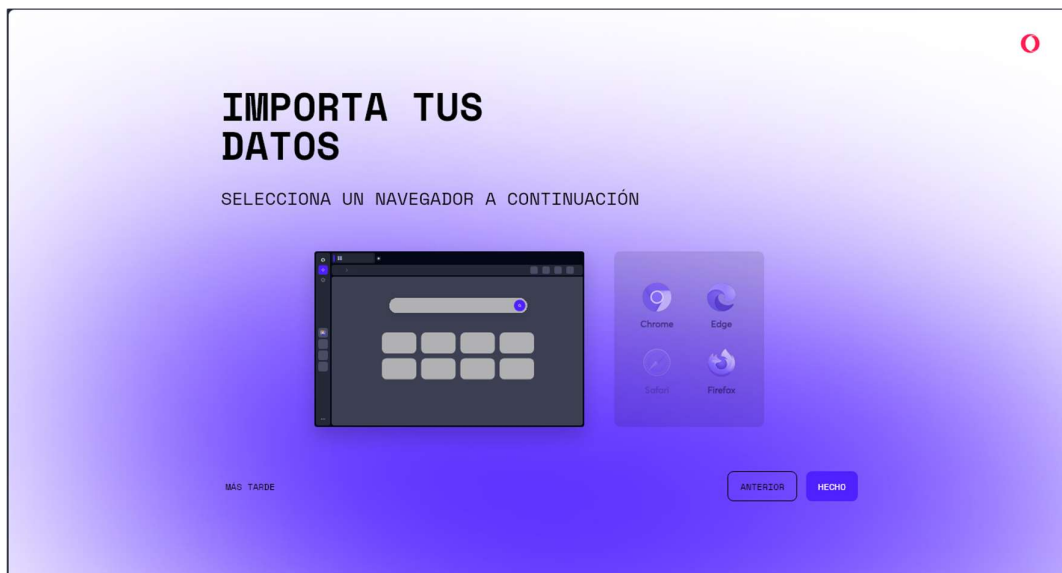 IMPORTA TUS
DATOS
SELECCIONA UN NAVEGADOR A CONTINUACIÓN
Chrome
Edge
Safari
Firefox
MÁS TARDE
ANTERIOR
HECHO